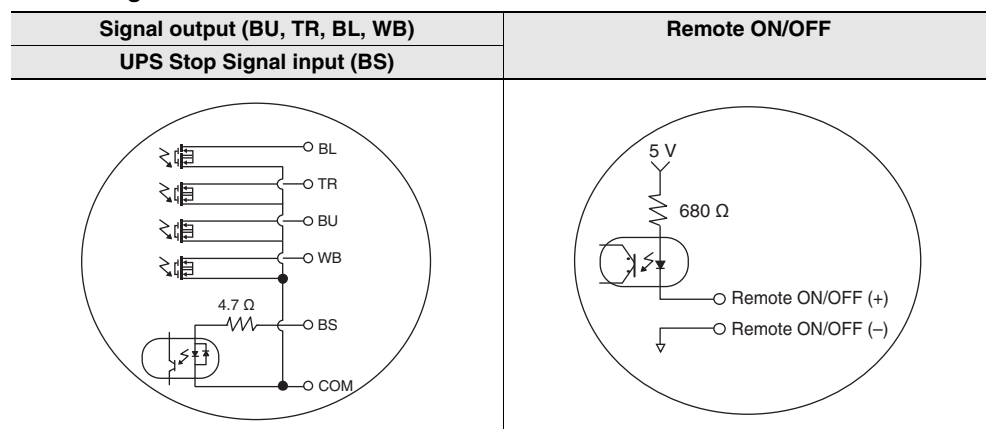 Signal output (BU, TR, BL, WB)
Remote ON/OFF
UPS Stop Signal input (BS)
BL
TR
BU
WB
4.7 Ω
BS
COM
5 V
680 Ω
Remote ON/OFF (+)
Remote ON/OFF (–)